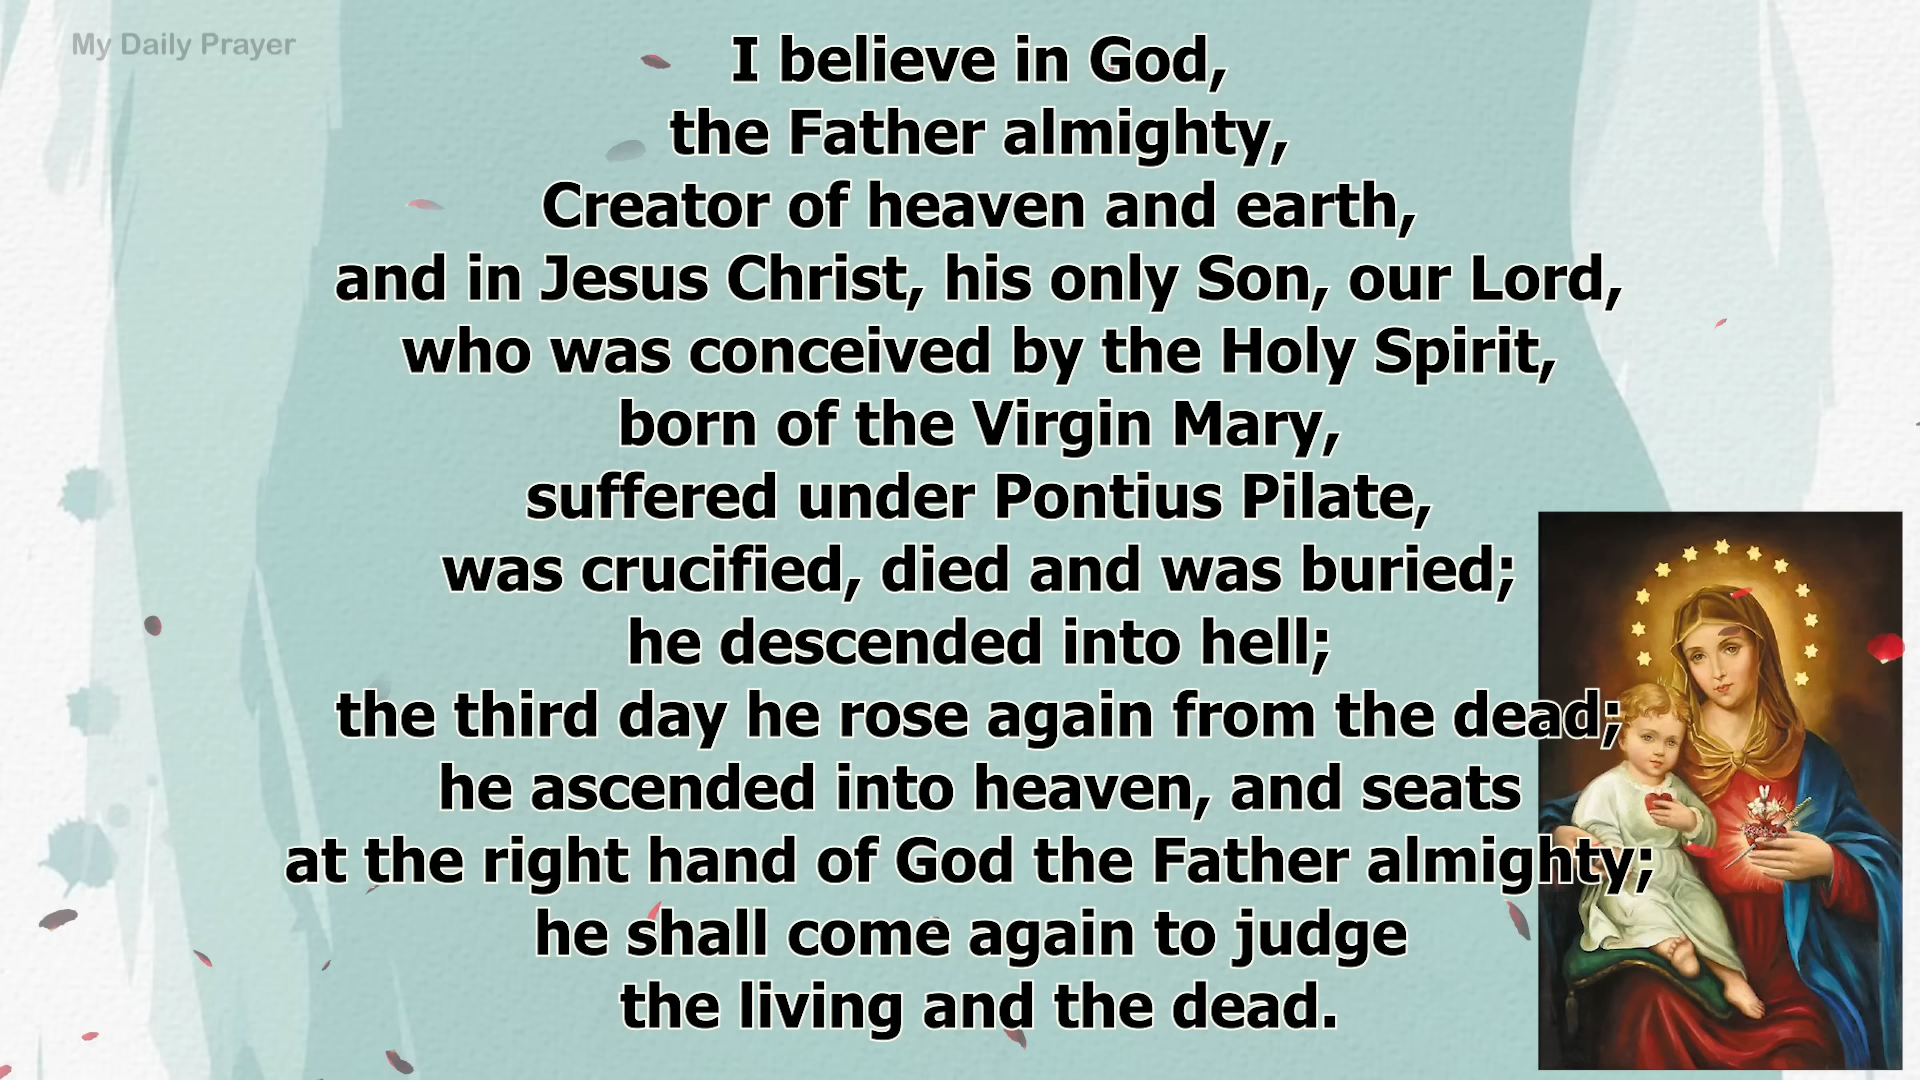 My Daily Prayer
I believe in God,
the Father almighty,
Creator of heaven and earth,
and in Jesus Christ, his only Son, our Lord,
who was conceived by the Holy Spirit,
born of the Virgin Mary,
suffered under Pontius Pilate,
was crucified, died and was buried;
he descended into hell;
the third day he rose again from the dead;
he ascended into heaven, and seats
at the right hand of God the Father almighty;
he shall come again to judge
the living and the dead.